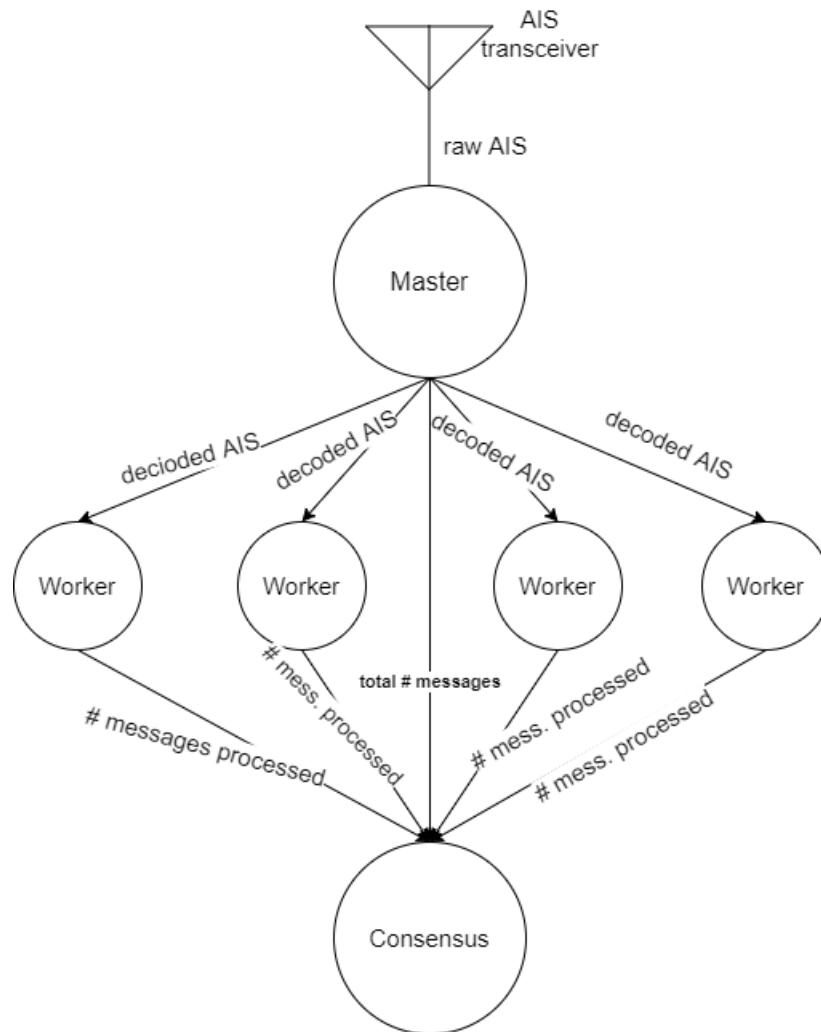 AIS
transceiver
raw AIS
Master
decioded AIS
decoded AIS
decoded AIS
decoded AIS
Worker
Worker
Worker
Worker
# messages processed
# mess. processed
total # messages
# mess. processed
# mess. processed
Consensus